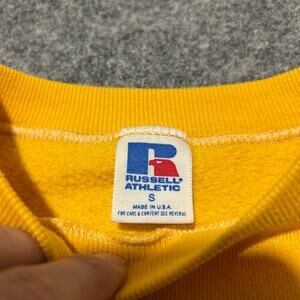 R
RUSSELL®
ATHLETIC
S
MADE IN U.S.A.
FOR CARE & CONTENT SEE REVERSE